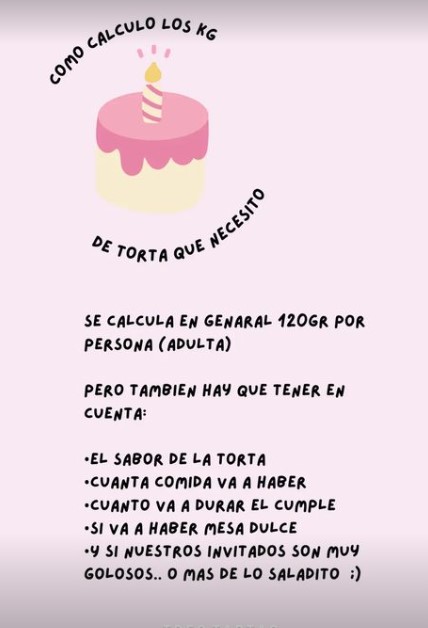 COMO CALCULO LOS KG
DE TORTA QUE NECESITO
SE CALCULA EN GENARAL 120GR POR
PERSONA (ADULTA)
PERO TAMBIEN HAY QUE TENER EN
CUENTA:
•EL SABOR DE LA TORTA
•CUANTA COMIDA VA A HABER
•CUANTO VA A DURAR EL CUMPLE
•SI VA A HABER MESA DULCE
•Y SI NUESTROS INVITADOS SON MUY
GOLOSOS.. O MAS DE LO SALADITO ;)